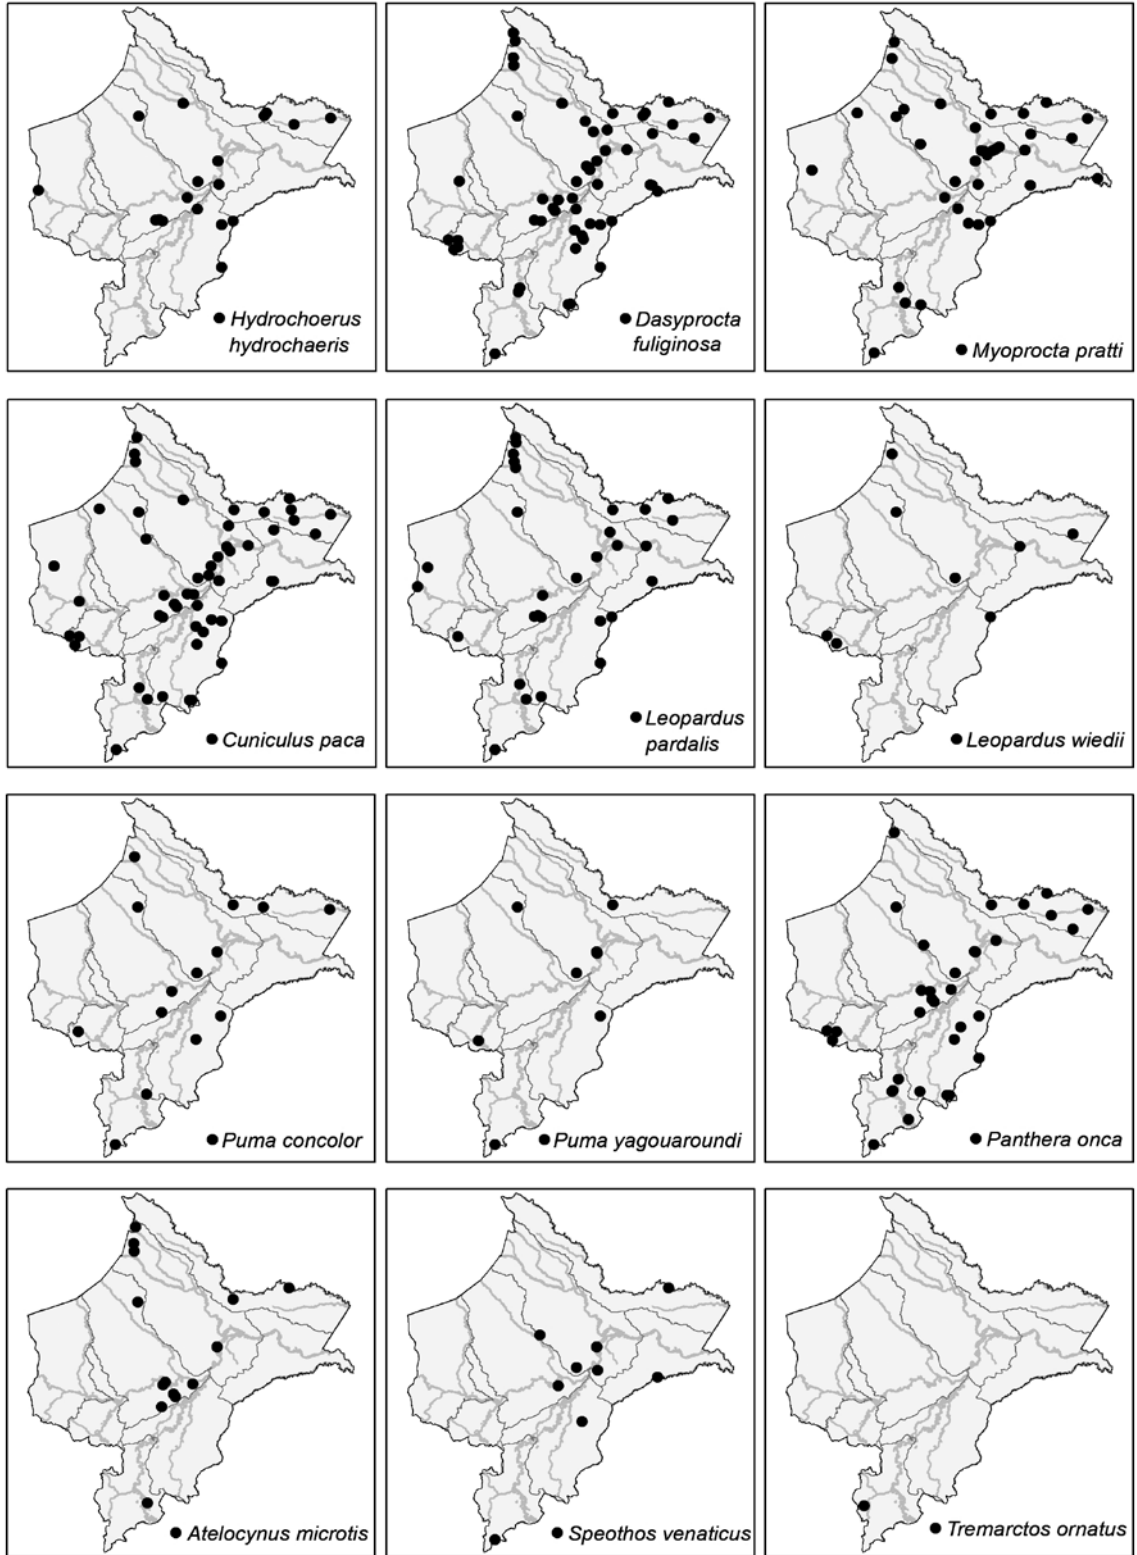 Hydrochoerus
hydrochaeris
Dasyprocta
fuliginosa
Myoprocta pratti
Cuniculus paca
Leopardus
pardalis
Leopardus wiedii
Puma concolor
Puma yagouaroundi
Panthera onca
Atelocynus microtis
Speothos venaticus
Tremarctos ornatus